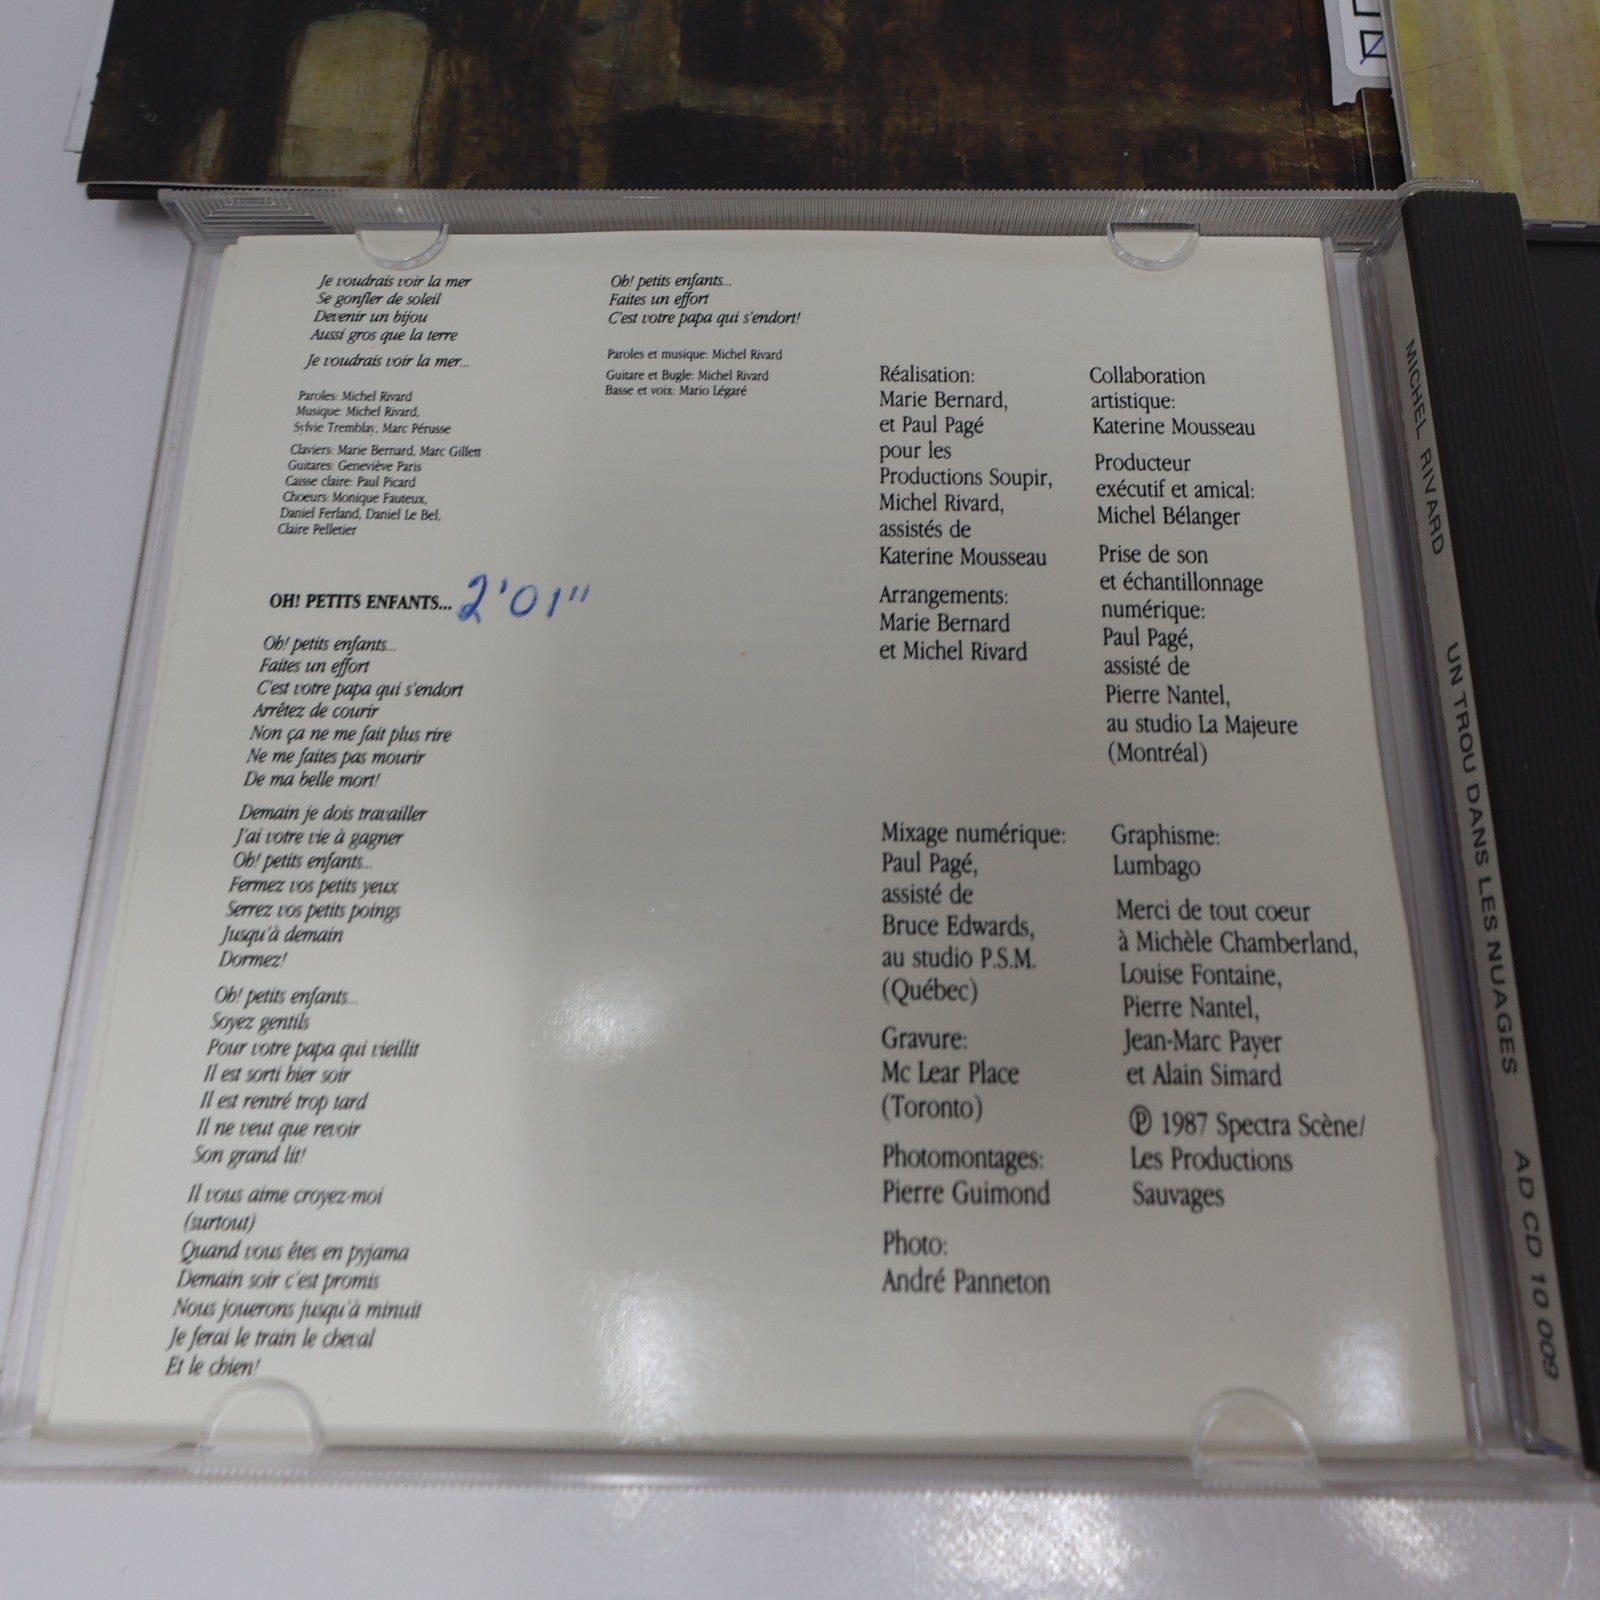 Je voudrais voir la mer
Se gonfler de soleil
Devenir un bijou
Aussi gros que la terre
Je voudrais voir la mer...
Paroles: Michel Rivard
Musique: Michel Rivard,
Sylvie Tremblay, Marc Pérusse
Claviers: Marie Bernard, Marc Gillett
Guitares: Geneviève Paris
Caisse claire: Paul Picard
Choeurs: Monique Fauteux,
Daniel Ferland, Daniel Le Bel,
Claire Pelletier
OH! PETITS ENFANTS... 2'01"
Oh! petits enfants...
Faites un effort
C'est votre papa qui s'endort
Arrêtez de courir
Non ça ne me fait plus rire
Ne me faites pas mourir
De ma belle mort!
Demain je dois travailler
J'ai votre vie à gagner
Oh! petits enfants...
Fermez vos petits yeux
Serrez vos petits poings
Jusqu'à demain
Dormez!
Oh! petits enfants...
Soyez gentils
Pour votre papa qui vieillit
Il est sorti hier soir
Il est rentré trop tard
Il ne veut que revoir
Son grand lit!
Il vous aime croyez-moi
(surtout)
Quand vous êtes en pyjama
Demain soir c'est promis
Nous jouerons jusqu'à minuit
Je ferai le train le cheval
Et le chien!
Oh! petits enfants...
Faites un effort
C'est votre papa qui s'endort!
Paroles et musique: Michel Rivard
Guitare et Bugle: Michel Rivard
Basse et voix: Mario Légaré
Réalisation:
Marie Bernard,
et Paul Pagé
pour les
Productions Soupir,
Michel Rivard,
assistés de
Katerine Mousseau
Arrangements:
Marie Bernard
et Michel Rivard
Mixage numérique:
Paul Pagé,
assisté de
Bruce Edwards,
au studio P.S.M.
(Québec)
Gravure:
Mc Lear Place
(Toronto)
Photomontages:
Pierre Guimond
Photo:
André Panneton
Collaboration
artistique:
Katerine Mousseau
Producteur
exécutif et amical:
Michel Bélanger
Prise de son
et échantillonnage
numérique:
Paul Pagé,
assisté de
Pierre Nantel,
au studio La Majeure
(Montréal)
Graphisme:
Lumbago
Merci de tout coeur
à Michèle Chamberland,
Louise Fontaine,
Pierre Nantel,
Jean-Marc Payer
et Alain Simard
Ⓟ 1987 Spectra Scène/
Les Productions
Sauvages
MICHEL RIVARD UN TROU DANS LES NUAGES AD CD 10 009